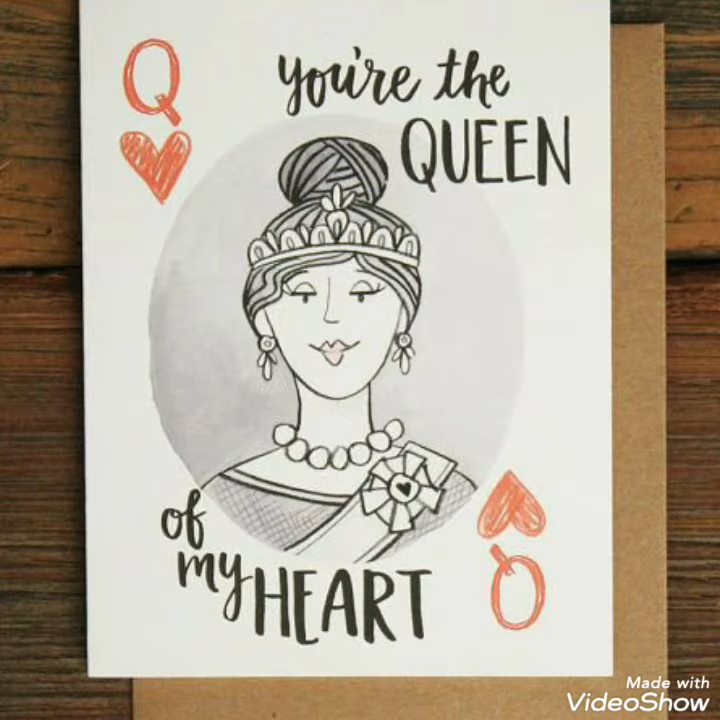 Q
you're the
QUEEN
of
my HEART
Q
Made with
VideoShow